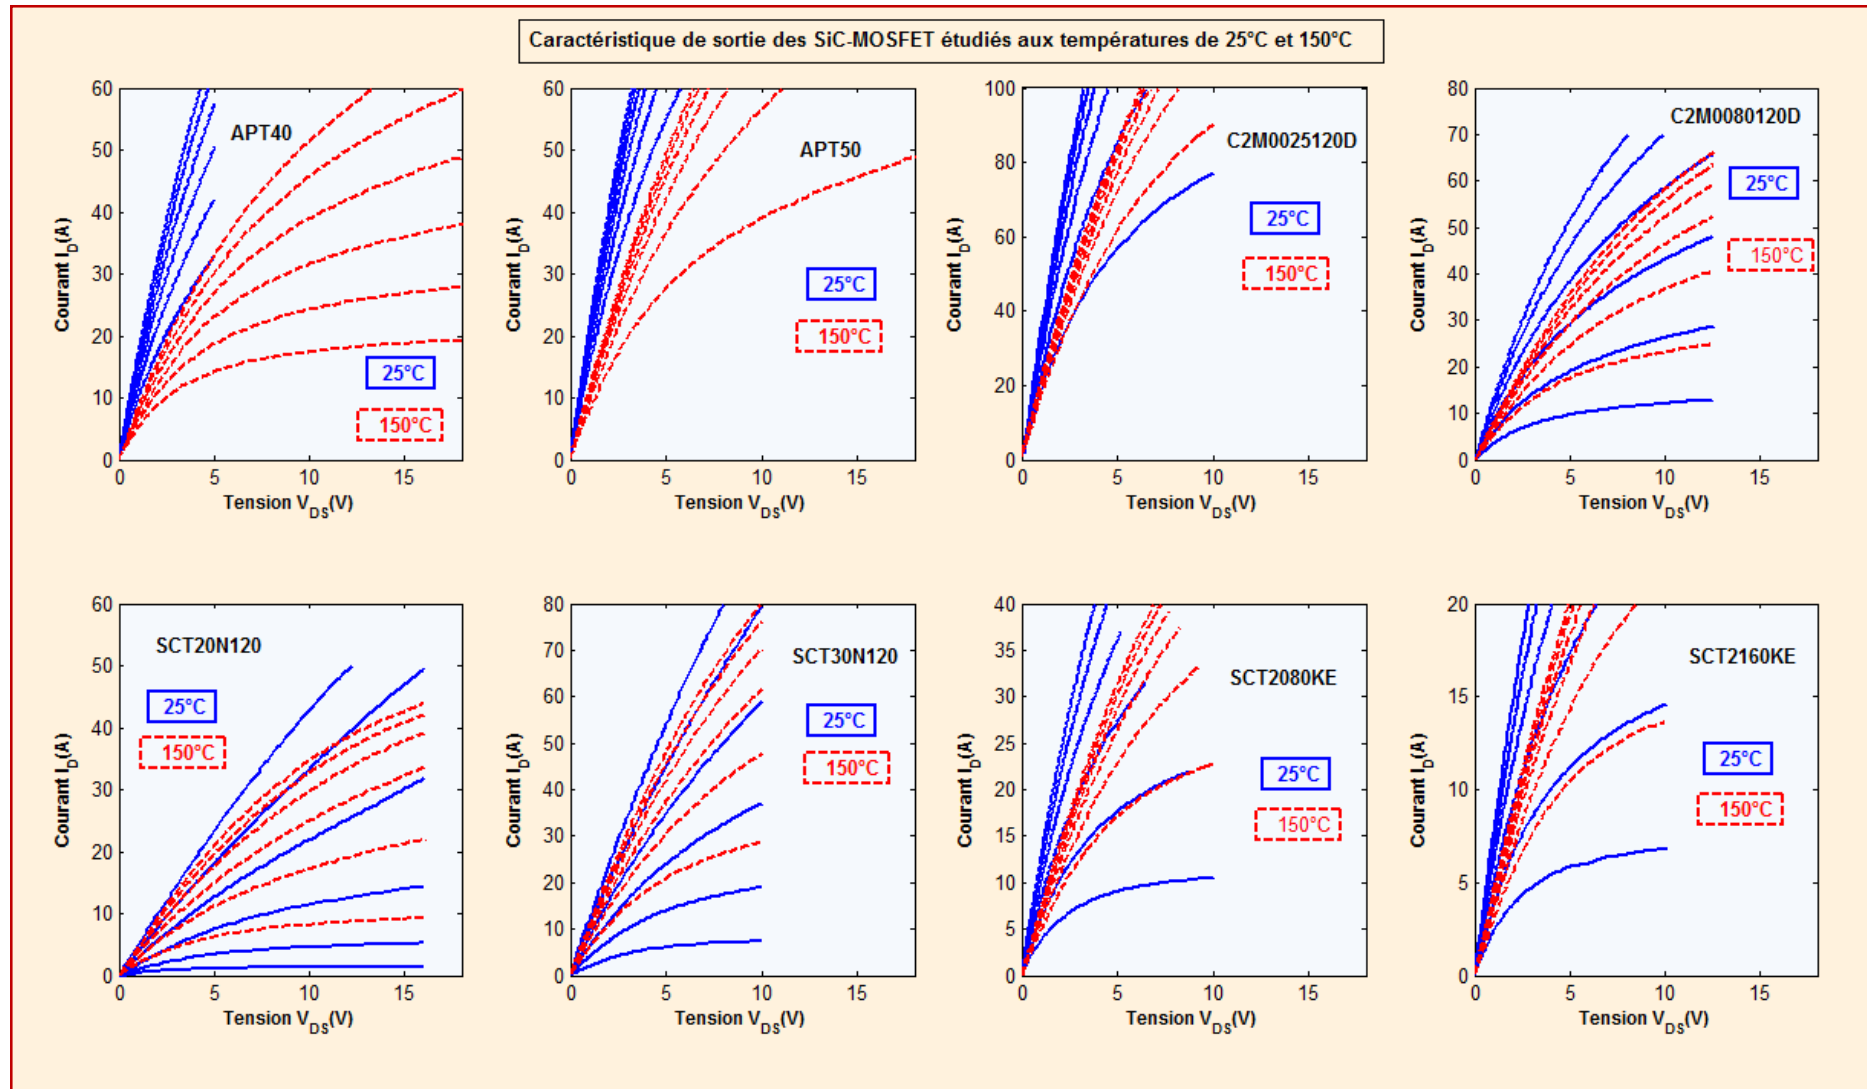 Caractéristique de sortie des SiC-MOSFET étudiés aux températures de 25°C et 150°C
60
50
40
30
20
10
0
0
5
10
15
Courant I_D(A)
Tension V_DS(V)
APT40
25°C
150°C
60
50
40
30
20
10
0
0
5
10
15
Courant I_D(A)
Tension V_DS(V)
APT50
25°C
150°C
100
80
60
40
20
0
0
5
10
15
Courant I_D(A)
Tension V_DS(V)
C2M0025120D
25°C
150°C
80
70
60
50
40
30
20
10
0
0
5
10
15
Courant I_D(A)
Tension V_DS(V)
C2M0080120D
25°C
150°C
60
50
40
30
20
10
0
0
5
10
15
Courant I_D(A)
Tension V_DS(V)
SCT20N120
25°C
150°C
80
70
60
50
40
30
20
10
0
0
5
10
15
Courant I_D(A)
Tension V_DS(V)
SCT30N120
25°C
150°C
40
35
30
25
20
15
10
5
0
0
5
10
15
Courant I_D(A)
Tension V_DS(V)
SCT2080KE
25°C
150°C
20
15
10
5
0
0
5
10
15
Courant I_D(A)
Tension V_DS(V)
SCT2160KE
25°C
150°C